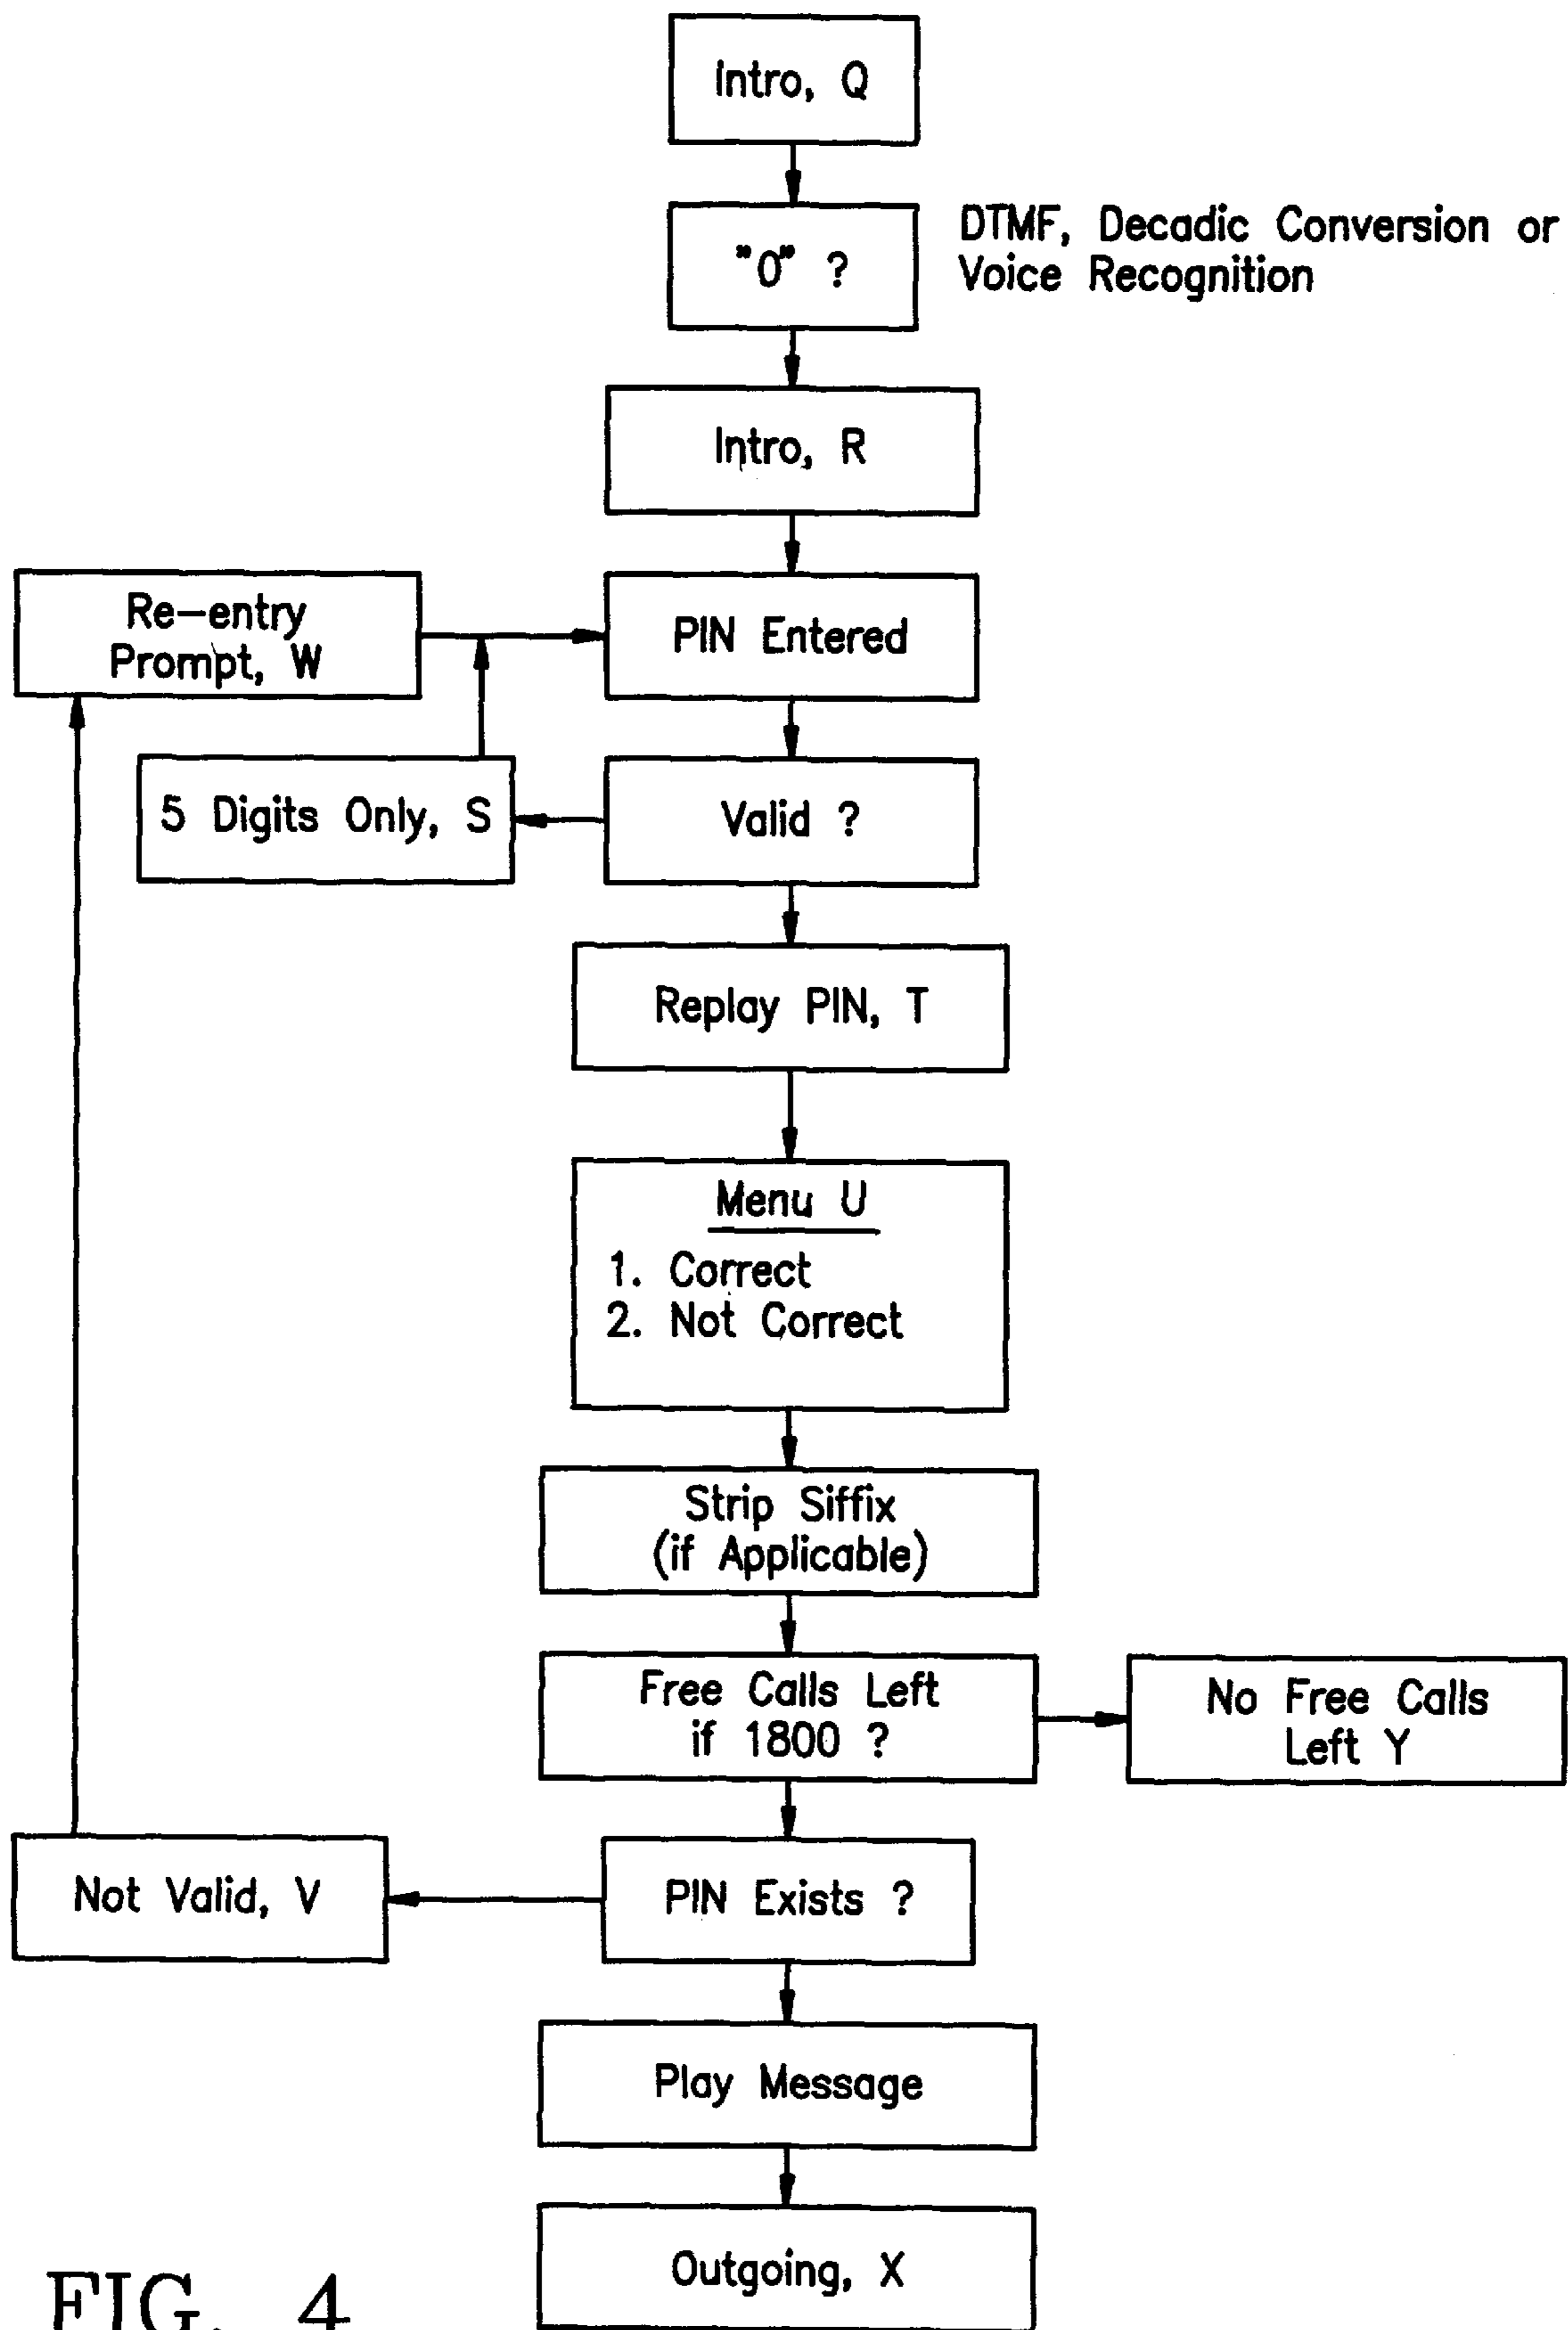 Intro, Q
"0" ?
DTMF, Decadic Conversion or
Voice Recognition
Intro, R
Re-entry
Prompt, W
PIN Entered
5 Digits Only, S
Valid ?
Replay PIN, T
Menu U
1. Correct
2. Not Correct
Strip Siffix
(if Applicable)
Free Calls Left
if 1800 ?
No Free Calls
Left Y
Not Valid, V
PIN Exists ?
Play Message
Outgoing, X
FIG. 4